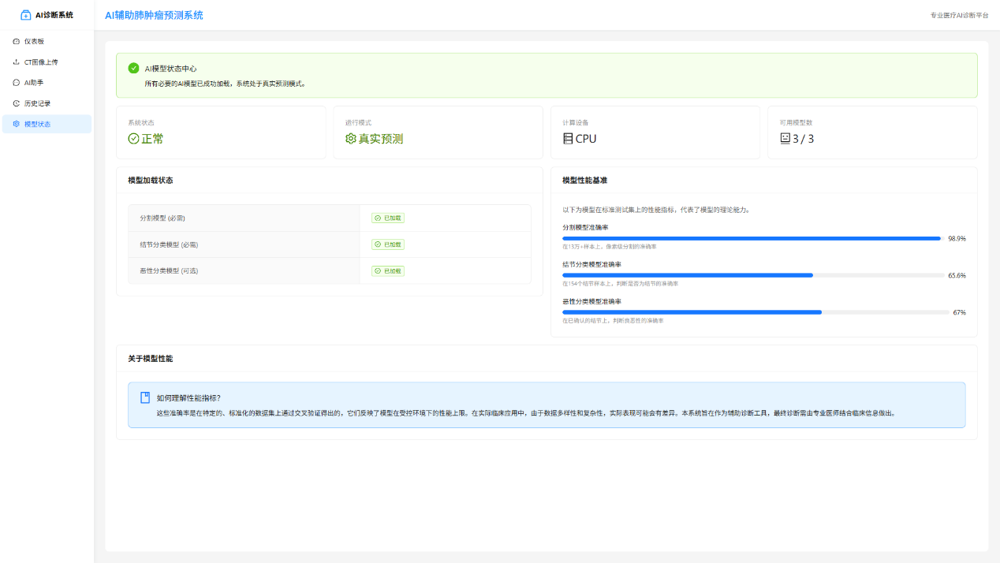 AI诊断系统
AI辅助肺肿瘤预测系统
专业医疗AI诊断平台
仪表板
CT图像上传
AI助手
历史记录
模型状态
AI模型状态中心
所有必要的AI模型已成功加载，系统处于真实预测模式。
系统状态
正常
运行模式
真实预测
计算设备
CPU
可用模型数
3 / 3
模型加载状态
分割模型 (必需)
已加载
结节分类模型 (必需)
已加载
恶性分类模型 (可选)
已加载
模型性能基准
以下为模型在标准测试集上的性能指标，代表了模型的理论能力。
分割模型准确率
98.9%
在13万+样本上，像素级分割的准确率
结节分类模型准确率
65.6%
在154个结节样本上，判断是否为结节的准确率
恶性分类模型准确率
67%
在已确认的结节上，判断良恶性的准确率
关于模型性能
如何理解性能指标？
这些准确率是在特定的、标准化的数据集上通过交叉验证得出的，它们反映了模型在受控环境下的性能上限。在实际临床应用中，由于数据多样性和复杂性，实际表现可能会有差异。本系统旨在作为辅助诊断工具，最终诊断需由专业医师结合临床信息做出。